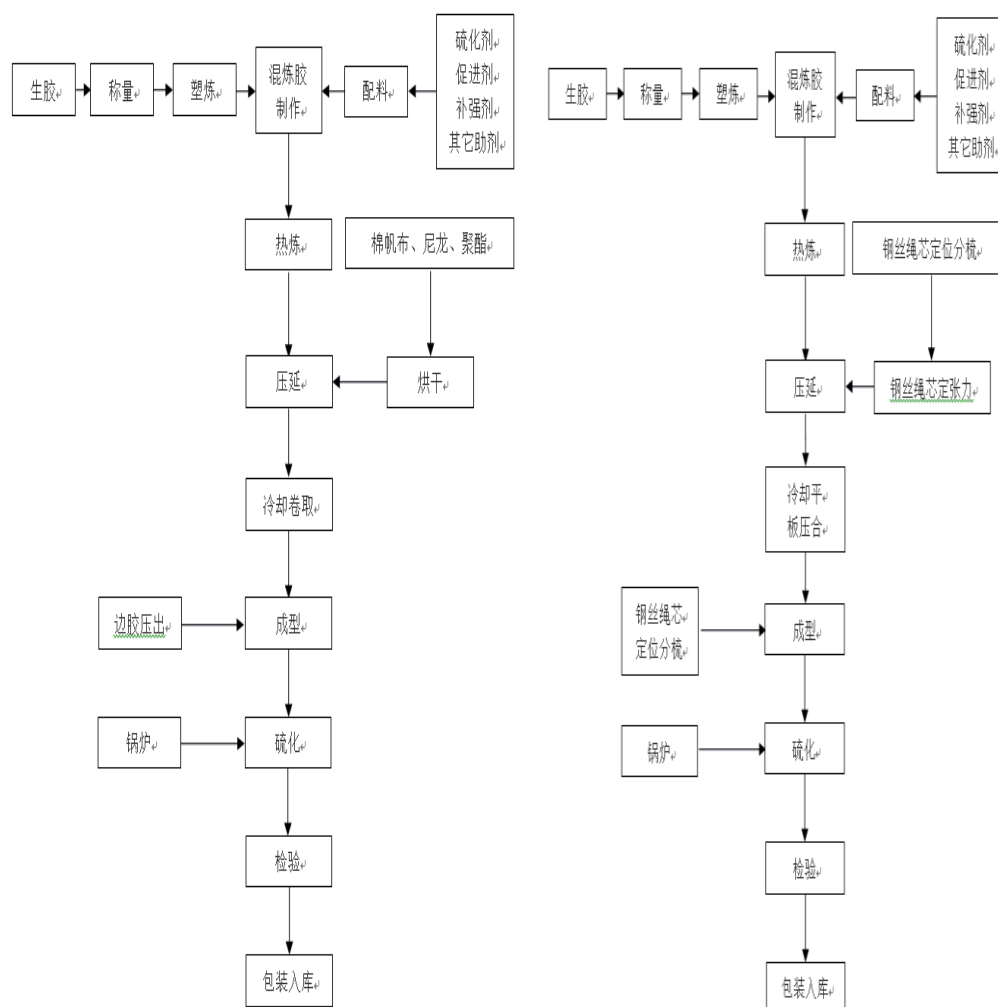 生胶
称量
塑炼
混炼胶
制作
配料
硫化剂
促进剂
补强剂
其它助剂
热炼
棉帆布、尼龙、聚酯
压延
烘干
冷却卷取
边胶压出
成型
锅炉
硫化
检验
包装入库
生胶
称量
塑炼
混炼胶
制作
配料
硫化剂
促进剂
补强剂
其它助剂
热炼
钢丝绳芯定位分梳
压延
钢丝绳芯定张力
冷却平
板压合
钢丝绳芯
定位分梳
成型
锅炉
硫化
检验
包装入库